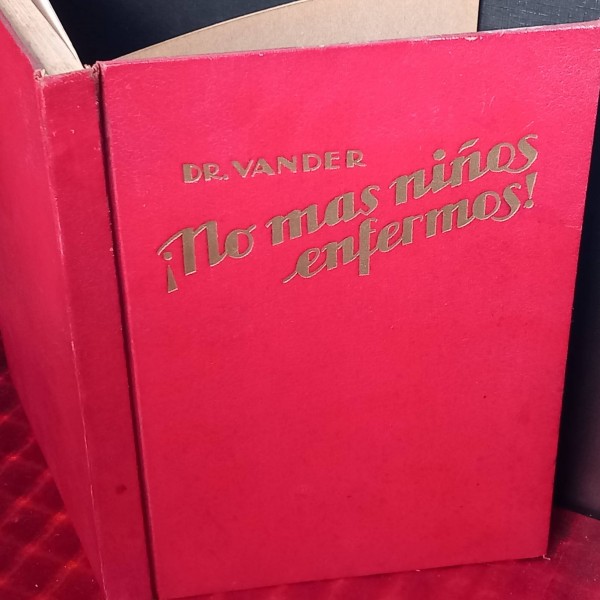 DR. VANDER
¡No mas niños
enfermos!